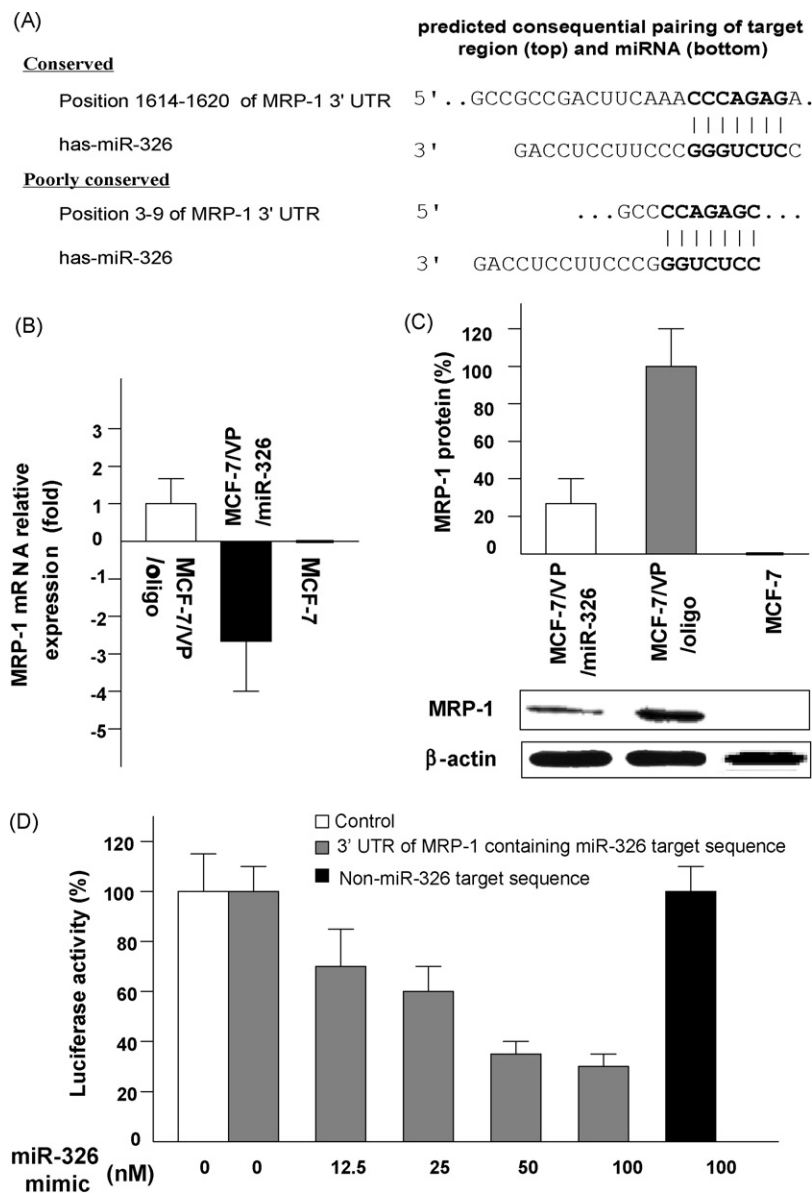 (A)
predicted consequential pairing of target
region (top) and miRNA (bottom)
Conserved
Position 1614-1620 of MRP-1 3' UTR
5' ..GCCGCCGACUUCAAACCCAGAGA.
has-miR-326
3' GACCUCCUUCCCGGGUCUCC
Poorly conserved
Position 3-9 of MRP-1 3' UTR
5' ...GCCCCAGAGC...
has-miR-326
3' GACCUCCUUCCCGGGUCUCC
(B)
MRP-1 mRNA relative
expression (fold)
3
2
1
0
-1
-2
-3
-4
-5
MCF-7/VP
/oligo
MCF-7/VP
/miR-326
MCF-7
(C)
MRP-1 protein (%)
120
100
80
60
40
20
0
MCF-7/VP
/miR-326
MCF-7/VP
/oligo
MCF-7
MRP-1
β-actin
(D)
Control
3' UTR of MRP-1 containing miR-326 target sequence
Non-miR-326 target sequence
Luciferase activity (%)
120
100
80
60
40
20
0
miR-326
mimic (nM) 0 0 12.5 25 50 100 100